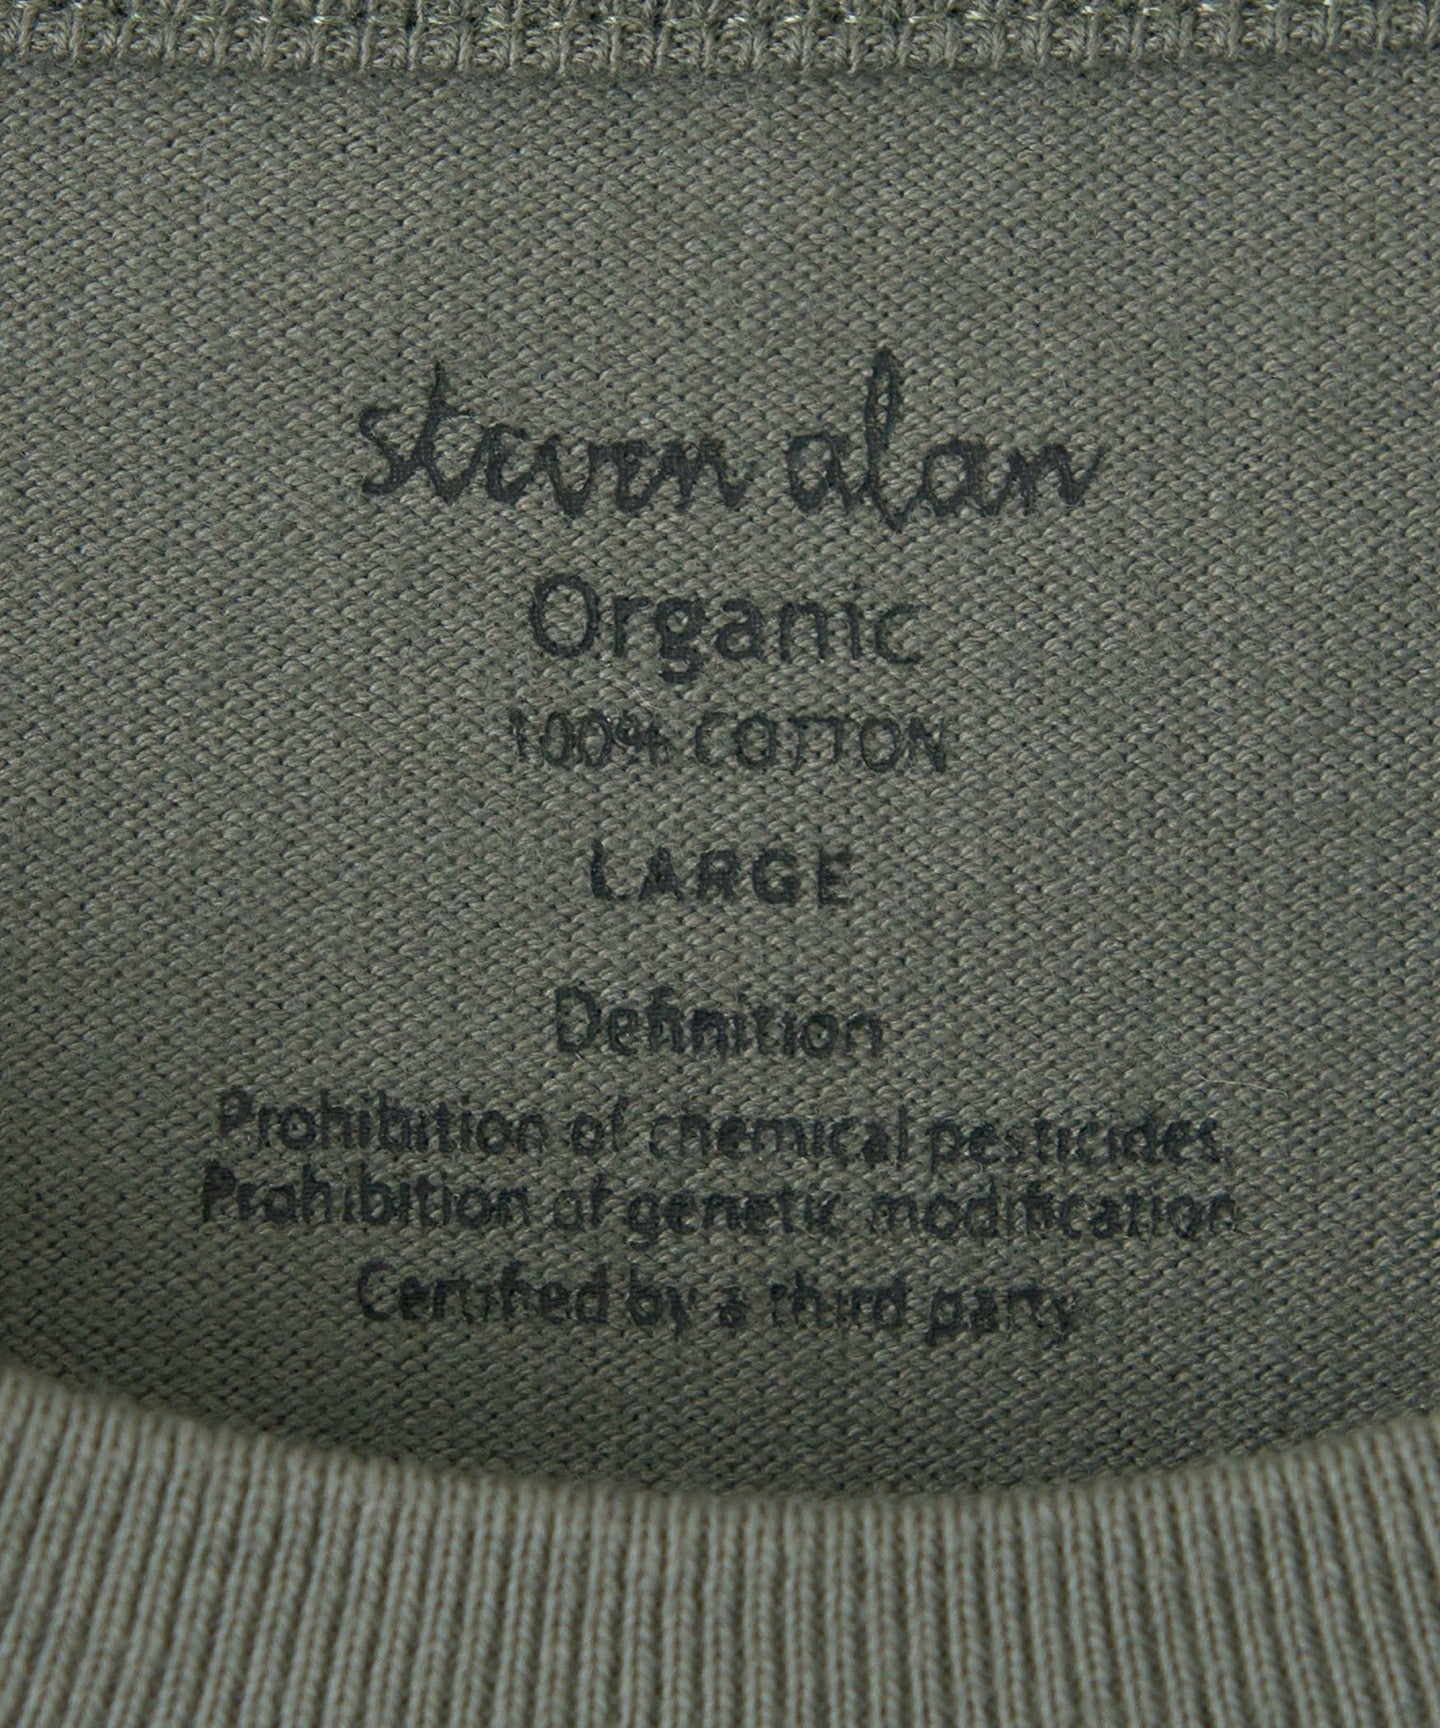 steven alan
Organic
100% COTTON
LARGE
Definition
Prohibition of chemical pesticides,
Prohibition of genetic modification
Certified by a third party